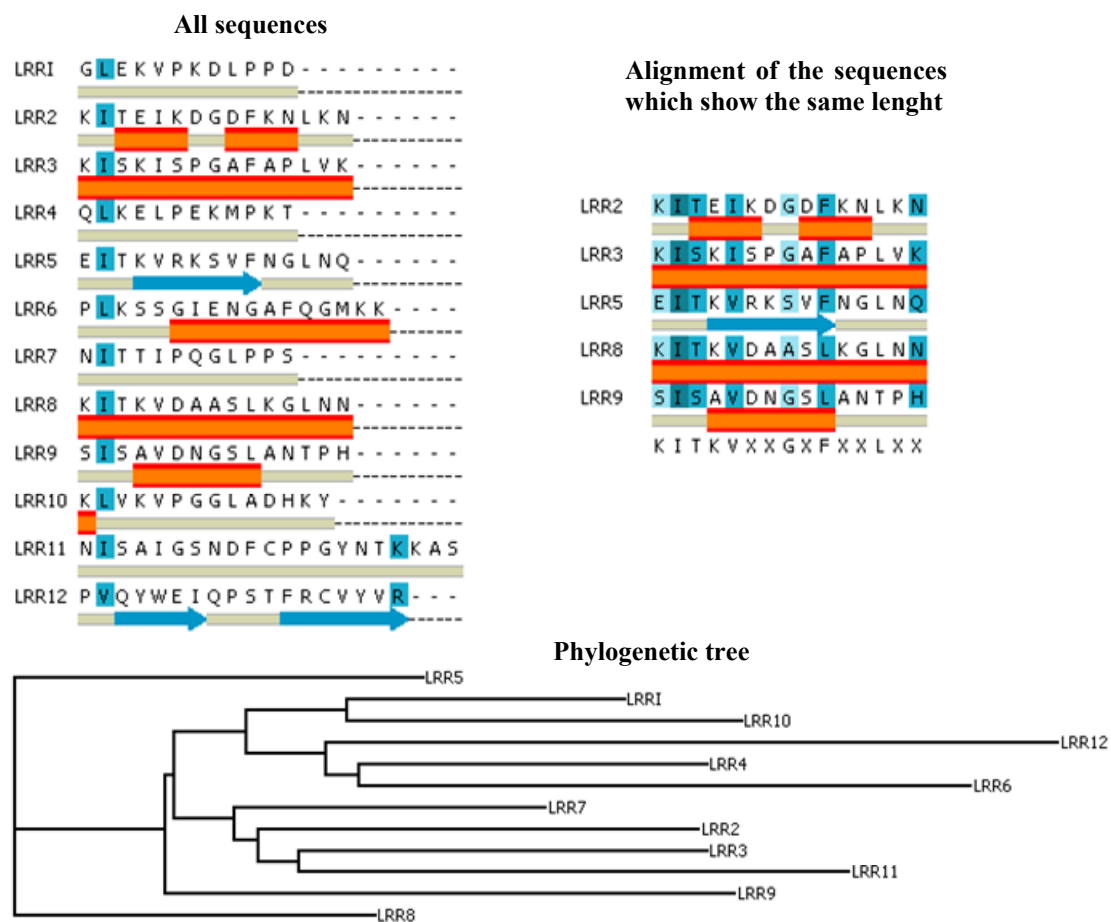 All sequences
LRRI G L E K V P K D L P P D - - - - - - - - -
LRR2 K I T E I K D G D F K N L K N - - - - - -
LRR3 K I S K I S P G A F A P L V K - - - - - -
LRR4 Q L K E L P E K M P K T - - - - - - - - -
LRR5 E I T K V R K S V F N G L N Q - - - - - -
LRR6 P L K S S G I E N G A F Q G M K K - - - -
LRR7 N I T T I P Q G L P P S - - - - - - - - -
LRR8 K I T K V D A A S L K G L N N - - - - - -
LRR9 S I S A V D N G S L A N T P H - - - - - -
LRR10 K L V K V P G G L A D H K Y - - - - - - -
LRR11 N I S A I G S N D F C P P G Y N T K K A S
LRR12 P V Q Y W E I Q P S T F R C V Y V R - - -
Alignment of the sequences
which show the same lenght
LRR2 K I T E I K D G D F K N L K N
LRR3 K I S K I S P G A F A P L V K
LRR5 E I T K V R K S V F N G L N Q
LRR8 K I T K V D A A S L K G L N N
LRR9 S I S A V D N G S L A N T P H
K I T K V X X G X F X X L X X
Phylogenetic tree
LRR5
LRRI
LRR10
LRR12
LRR4
LRR6
LRR7
LRR2
LRR3
LRR11
LRR9
LRR8